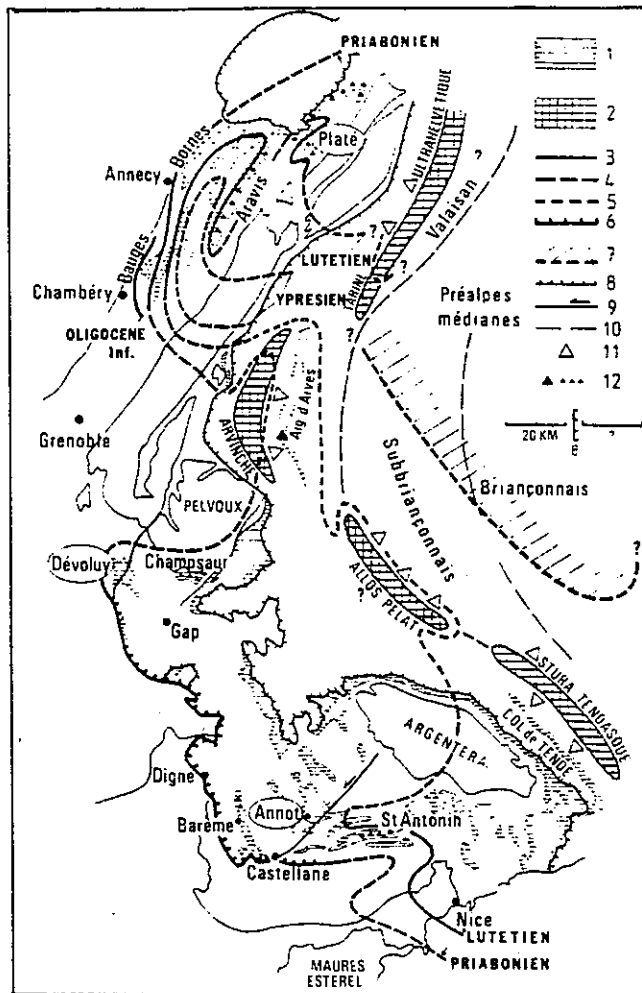 PRIABONIEN
Platé
ULTRAHELVETIQUE
?
Valaisan
Annecy
Bornes
Aravis
Bauges
LUTETIEN
YPRESIEN
?
Chambéry
OLIGOCENE
Inf.
Préalpes
médianes
?
20 KM
Grenoble
ARVINCHE
Aig d'Arves
Subbriançonnais
Briançonnais
?
PELVOUX
Dévoluy
Champsaur
ALLOS PELAT
?
Gap
STURA TENDASQUE
COL de TENDE
ARGENTERA
Digne
Annot
Barême
St Antonin
Castellane
Nice
LUTETIEN
PRIABONIEN
MAURES
ESTEREL
1
2
3
4
5
6
7
8
9
10
11
12